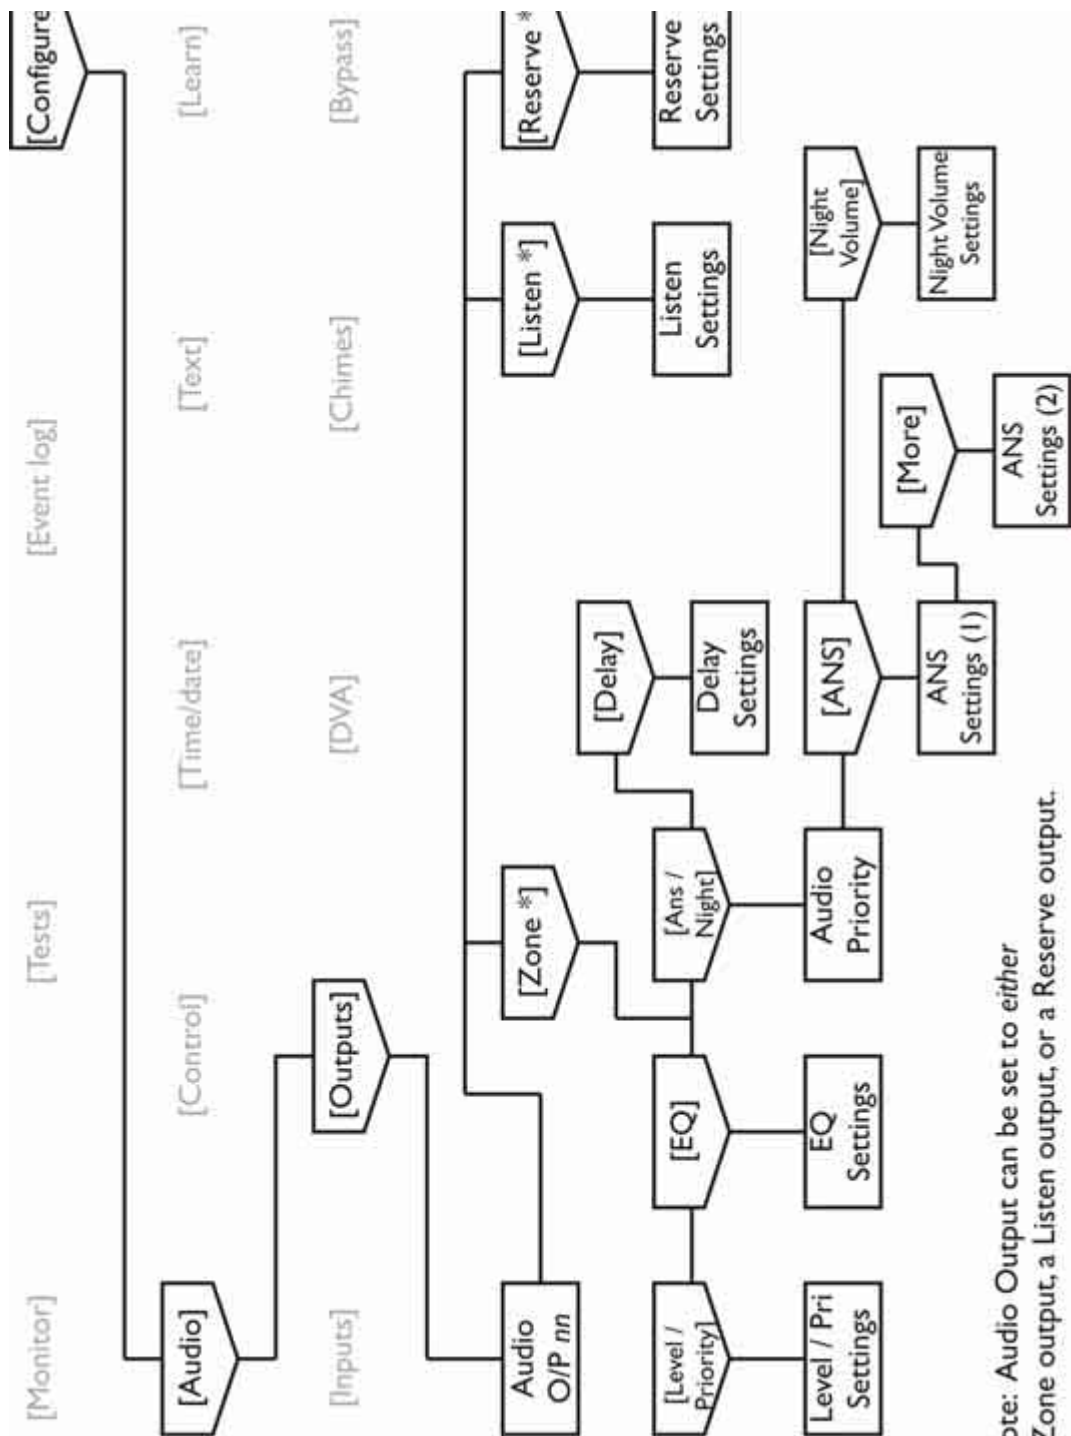 [Monitor]
[Tests]
[Event log]
[Configure
[Audio]
[Control]
[Time/date]
[Text]
[Learn]
[Inputs]
[Outputs]
[DVA]
[Chimes]
[Bypass]
Audio
O/P nn
[Zone *]
[Listen *]
[Reserve *
[Delay]
[Level /
Priority]
[EQ]
[Ans /
Night]
Delay
Settings
Listen
Settings
Reserve
Settings
Level / Pri
Settings
EQ
Settings
Audio
Priority
[ANS]
[Night
Volume]
ANS
Settings (1)
[More]
Night Volume
Settings
ANS
Settings (2)
ote: Audio Output can be set to either
Zone output, a Listen output, or a Reserve output.